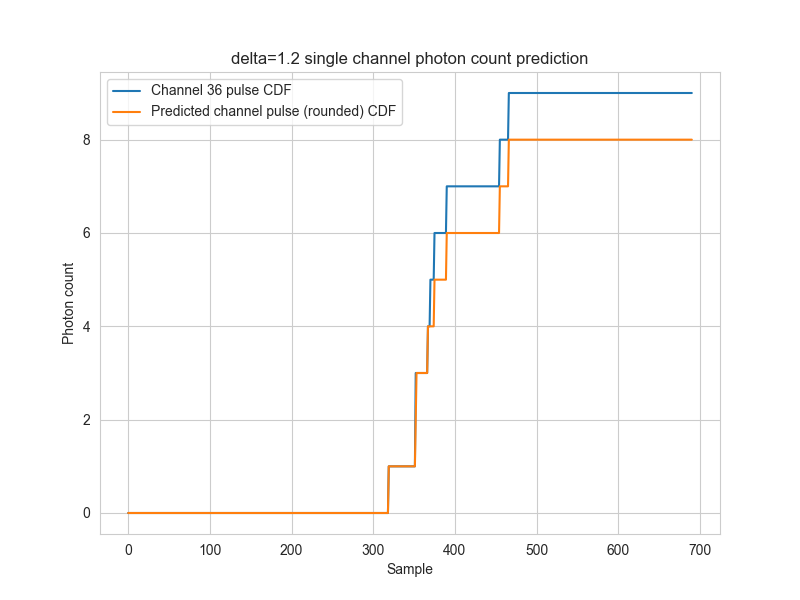 delta=1.2 single channel photon count prediction
Channel 36 pulse CDF
Predicted channel pulse (rounded) CDF
Photon count
8
6
4
2
0
0 100 200 300 400 500 600 700
Sample